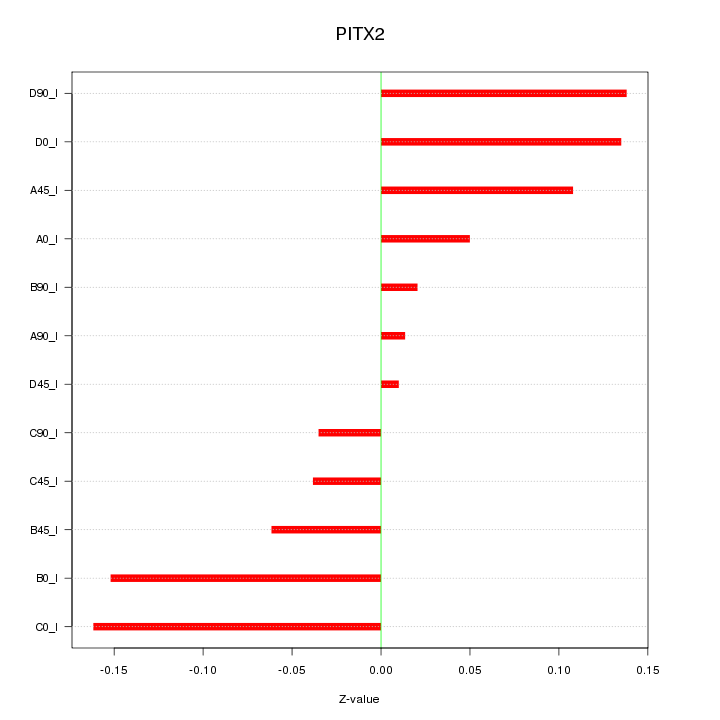 PITX2
D90_I
D0_I
A45_I
A0_I
B90_I
A90_I
D45_I
C90_I
C45_I
B45_I
B0_I
C0_I
-0.15 -0.10 -0.05 0.00 0.05 0.10 0.15
Z-value